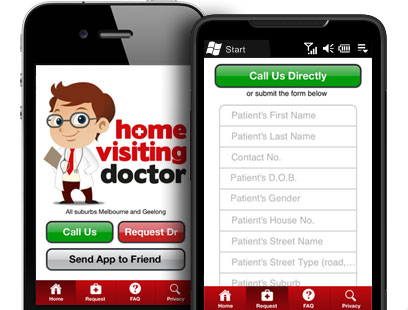 home
visiting
doctor
All suburbs Melbourne and Geelong
Call Us
Request Dr
Send App to Friend
Home
Request
FAQ
Privacy
Start
Call Us Directly
or submit the form below
Patient's First Name
Patient's Last Name
Contact No.
Patient's D.O.B.
Patient's Gender
Patient's House No.
Patient's Street Name
Patient's Street Type (road,...
Patient's Suburb
Home
Request
FAQ
Privacy